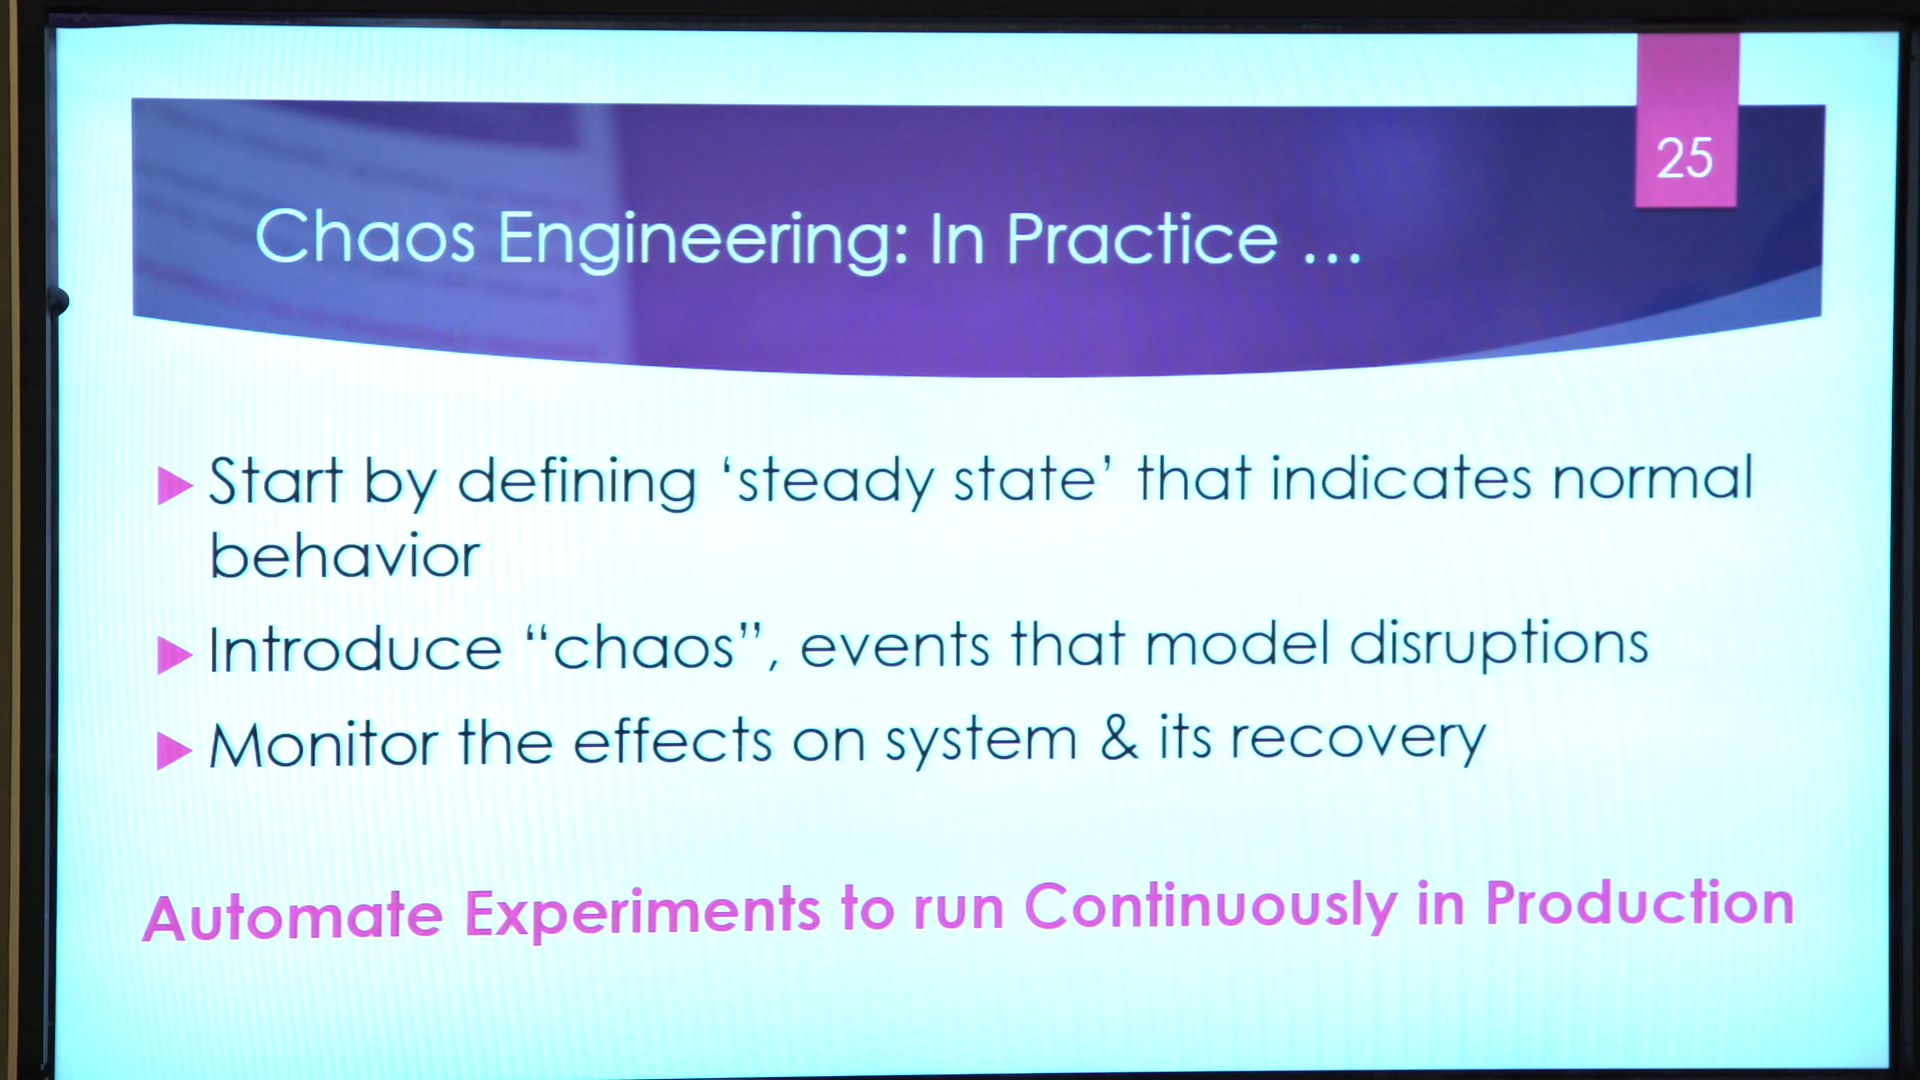 25
Chaos Engineering: In Practice ...
Start by defining ‘steady state’ that indicates normal
behavior
Introduce “chaos”, events that model disruptions
Monitor the effects on system & its recovery
Automate Experiments to run Continuously in Production